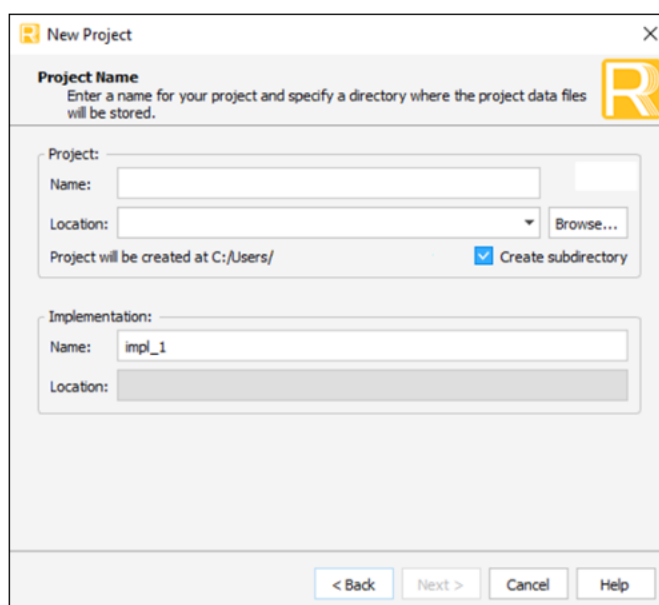 New Project
Project Name
Enter a name for your project and specify a directory where the project data files
will be stored.
R
Project:
Name:
Location:
Browse...
Project will be created at C:/Users/
Create subdirectory
Implementation:
Name: impl_1
Location:
< Back Next > Cancel Help